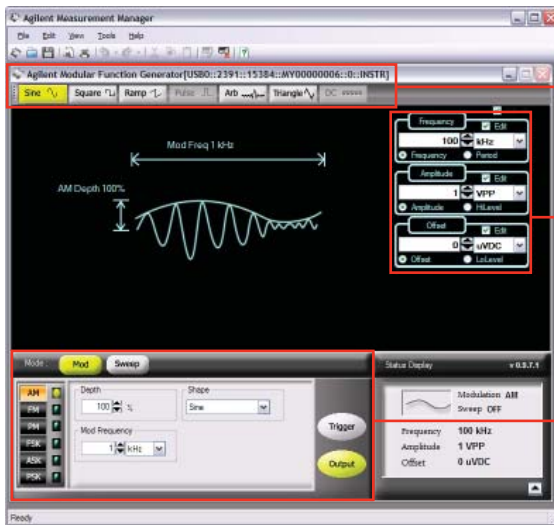 Agilent Measurement Manager
File Edit View Tools Help
Agilent Modular Function Generator[USB0::2391::15384::MY00000006::0::INSTR]
Sine Square Ramp Pulse Arb Triangle DC
Frequency
Edit
100 kHz
Frequency Period
Mod Freq 1 kHz
Amplitude
Edit
1 VPP
Amplitude HiLevel
AM Depth 100%
Offset
Edit
0 uVDC
Offset LoLevel
Mode : Mod Sweep
Status Display v 0.5.7.1
AM
FM
PM
FSK
ASK
PSK
Depth
100 %
Shape
Sine
Mod Frequency
1 kHz
Trigger
Output
Modulation AM
Sweep OFF
Frequency 100 kHz
Amplitude 1 VPP
Offset 0 uVDC
Ready